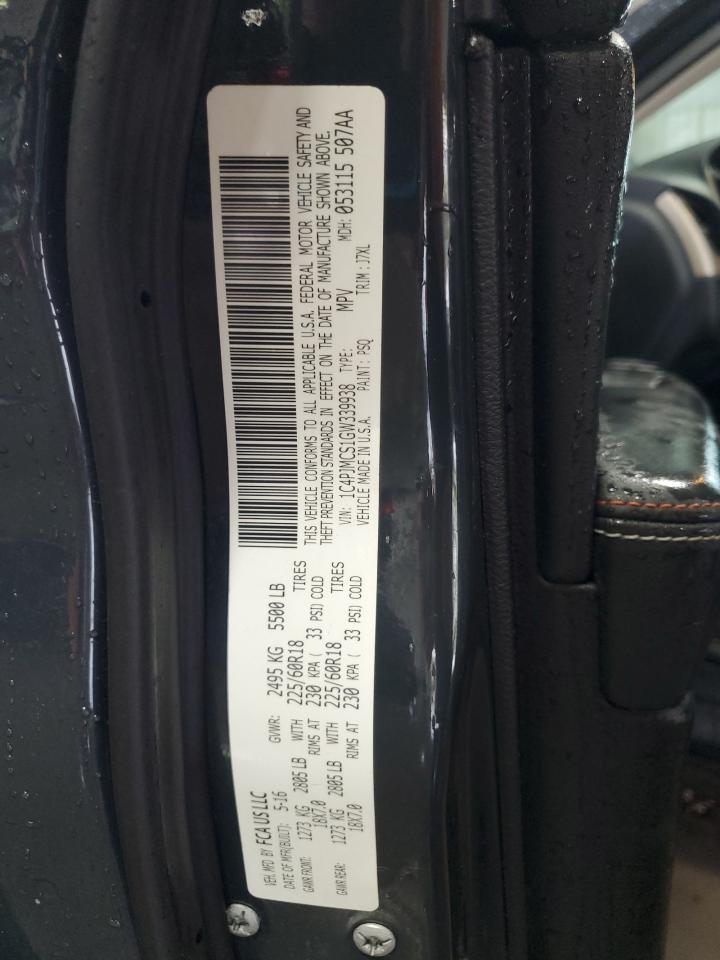 VEH. MFD BY FCA US LLC
DATE OF MFR(BUILT): 5-16 GVWR: 2495 KG 5500 LB
GAWR FRONT: 1273 KG 2805 LB WITH 225/60R18 TIRES
18X7.0 RIMS AT 230 KPA ( 33 PSI) COLD
GAWR REAR: 1273 KG 2805 LB WITH 225/60R18 TIRES
18X7.0 RIMS AT 230 KPA ( 33 PSI) COLD
THIS VEHICLE CONFORMS TO ALL APPLICABLE U.S.A. FEDERAL MOTOR VEHICLE SAFETY AND
THEFT PREVENTION STANDARDS IN EFFECT ON THE DATE OF MANUFACTURE SHOWN ABOVE.
VIN: 1C4PJMCS1GW339938 TYPE: MPV MDH: 053115 507AA
VEHICLE MADE IN U.S.A. PAINT: PSQ TRIM: J7XL